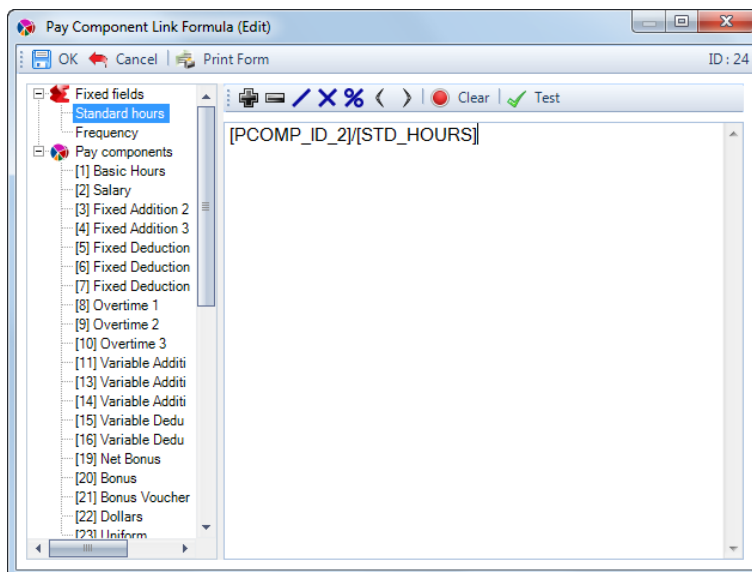 Pay Component Link Formula (Edit)
OK Cancel Print Form ID : 24
Fixed fields
Standard hours
Frequency
Pay components
[1] Basic Hours
[2] Salary
[3] Fixed Addition 2
[4] Fixed Addition 3
[5] Fixed Deduction
[6] Fixed Deduction
[7] Fixed Deduction
[8] Overtime 1
[9] Overtime 2
[10] Overtime 3
[11] Variable Additi
[13] Variable Additi
[14] Variable Additi
[15] Variable Dedu
[16] Variable Dedu
[19] Net Bonus
[20] Bonus
[21] Bonus Voucher
[22] Dollars
[23] Uniform
Clear Test
[PCOMP_ID_2]/[STD_HOURS]